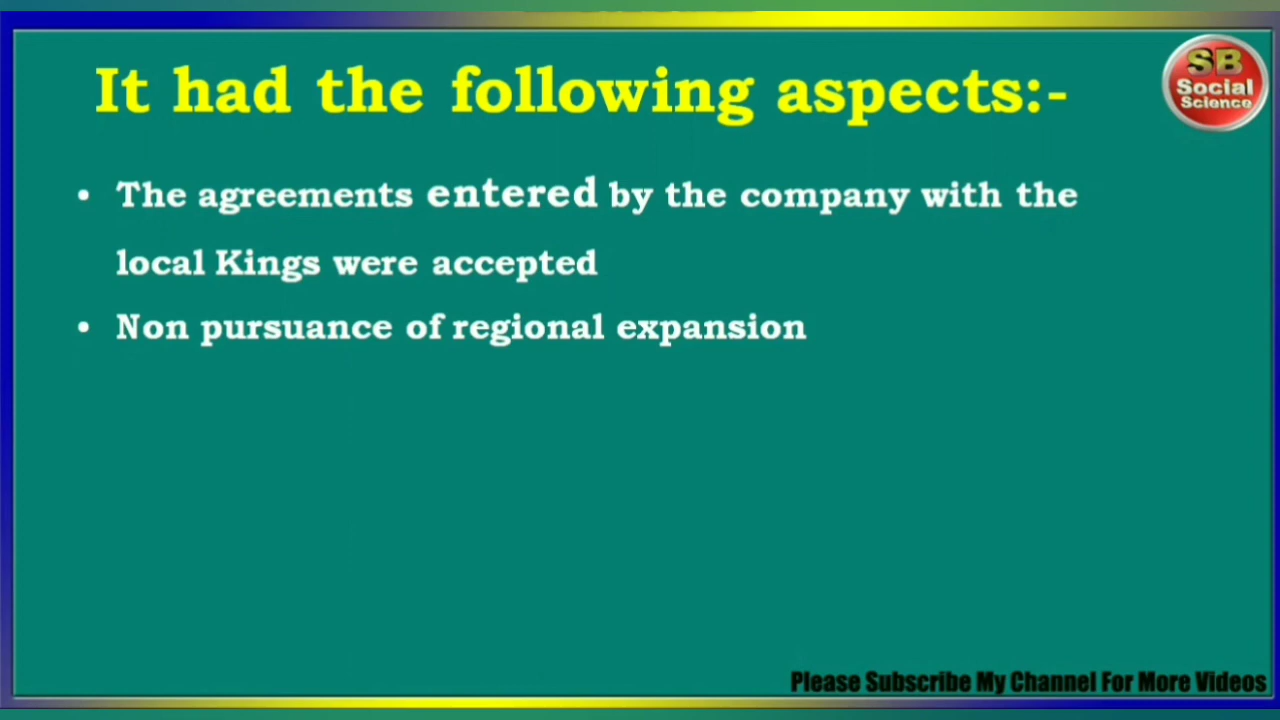 It had the following aspects:-
SB
Social
Science
• The agreements entered by the company with the
local Kings were accepted
• Non pursuance of regional expansion
Please Subscribe My Channel For More Videos